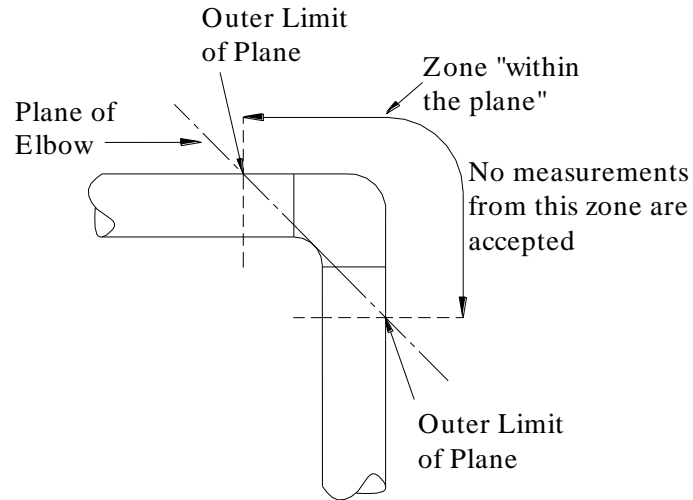 Outer Limit
of Plane
Zone "within
the plane"
Plane of
Elbow
No measurements
from this zone are
accepted
Outer Limit
of Plane